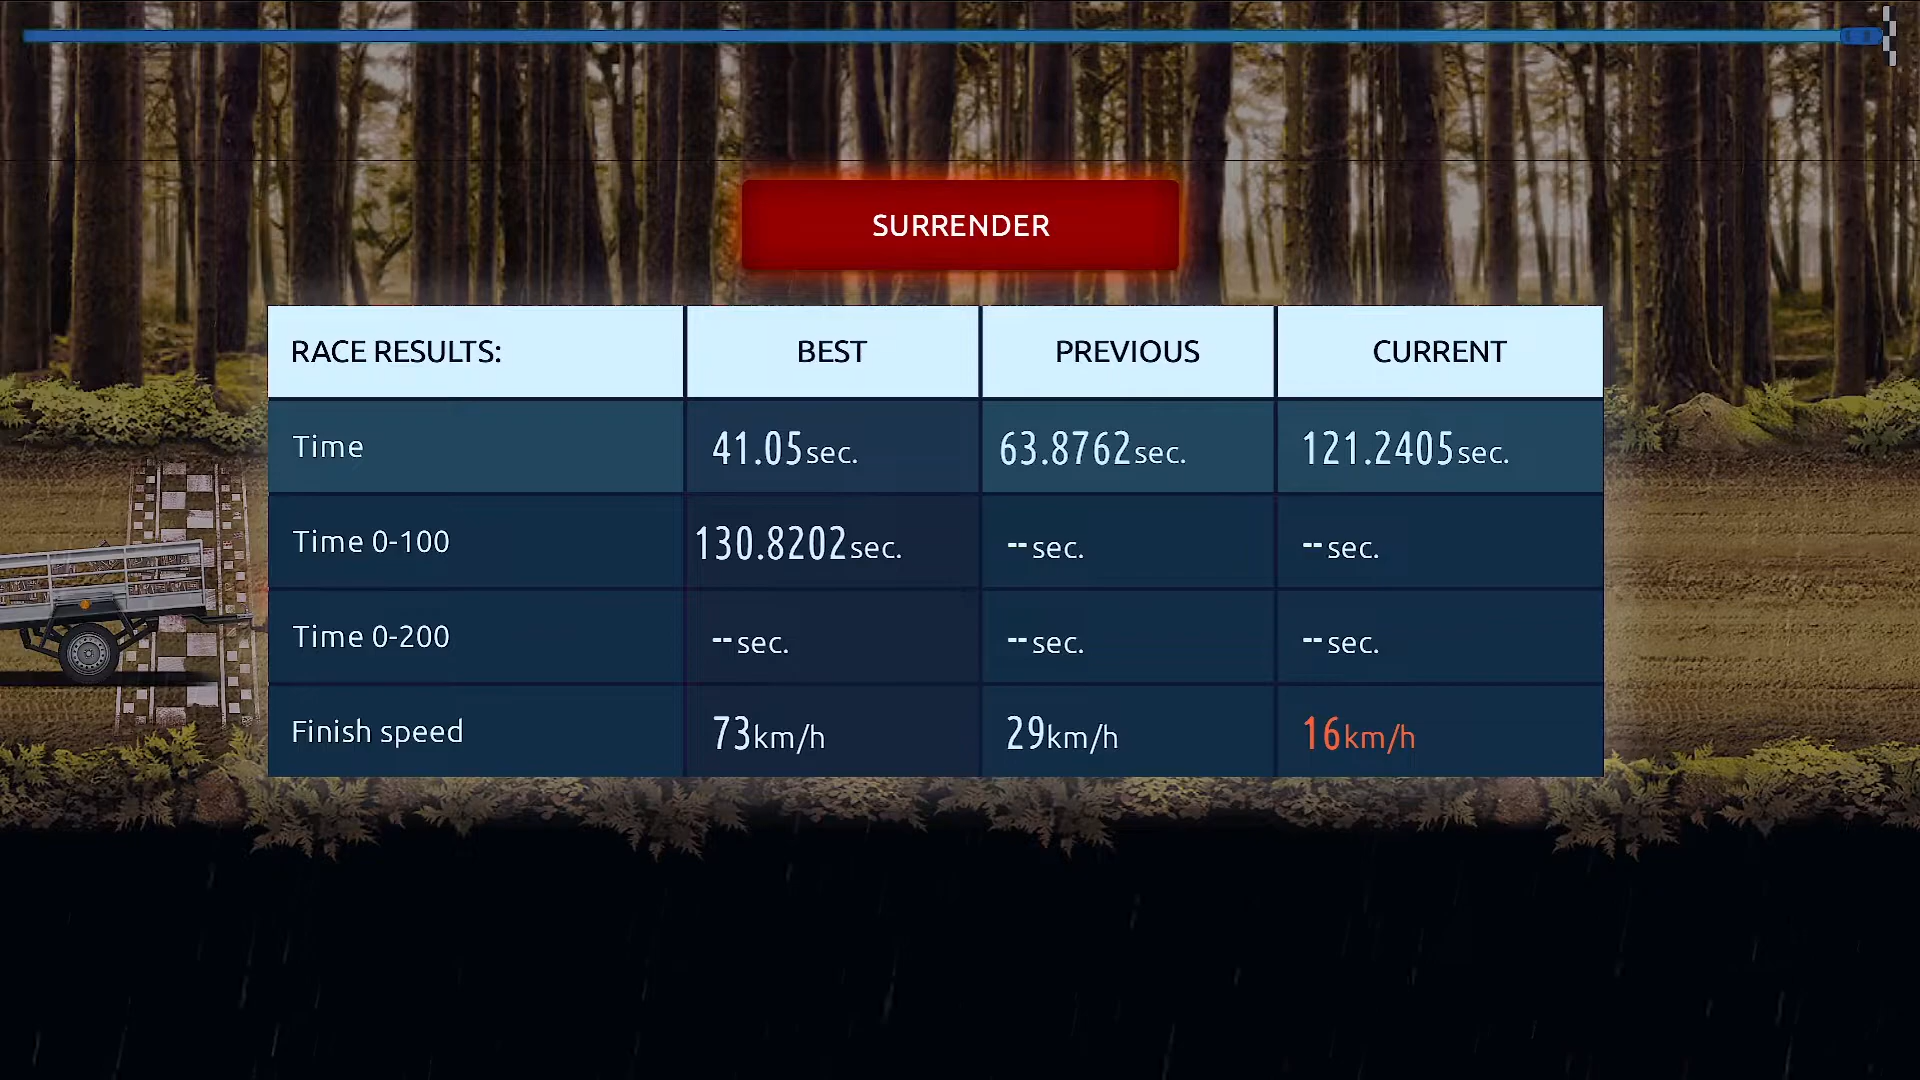 SURRENDER
RACE RESULTS: BEST PREVIOUS CURRENT
Time 41.05sec. 63.8762sec. 121.2405sec.
Time 0-100 130.8202sec. --sec. --sec.
Time 0-200 --sec. --sec. --sec.
Finish speed 73km/h 29km/h 16km/h